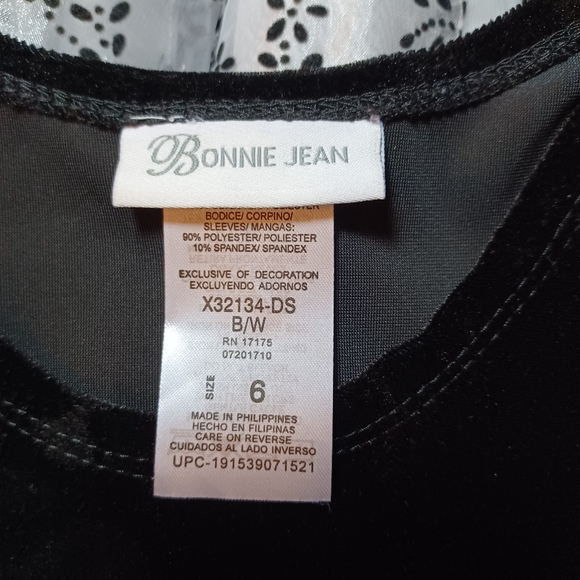 BONNIE JEAN
BODICE/ CORPINO/
SLEEVES/ MANGAS:
90% POLYESTER/ POLIESTER
10% SPANDEX/ SPANDEX
EXCLUSIVE OF DECORATION
EXCLUYENDO ADORNOS
X32134-DS
B/W
RN 17175
07201710
SIZE 6
MADE IN PHILIPPINES
HECHO EN FILIPINAS
CARE ON REVERSE
CUIDADOS AL LADO INVERSO
UPC-191539071521